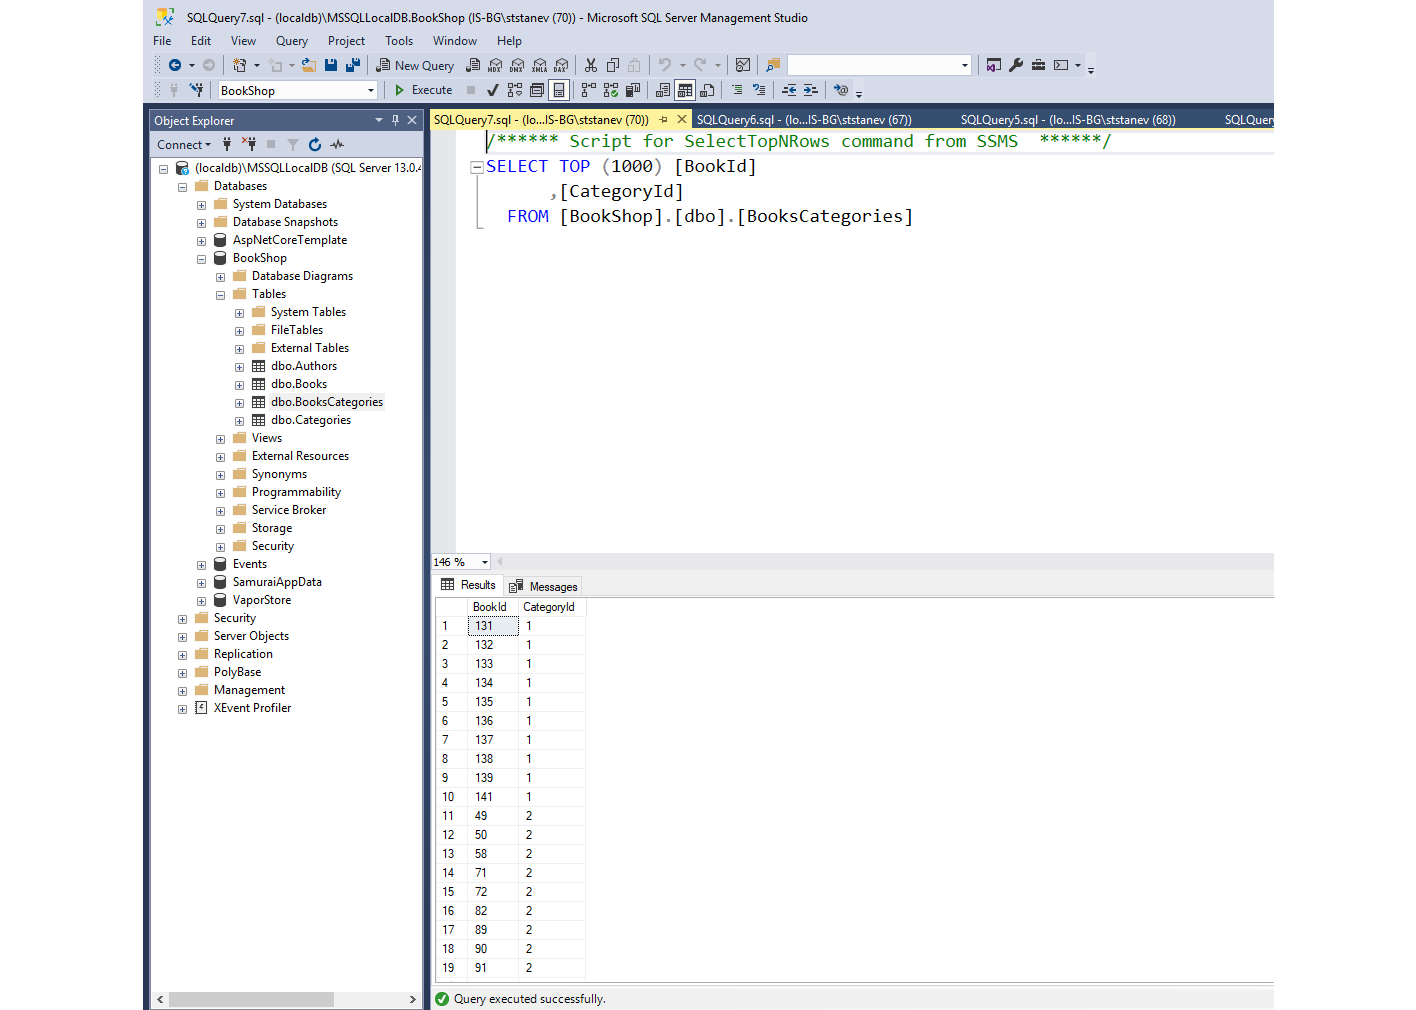 SQLQuery7.sql - (localdb)\MSSQLLocalDB.BookShop (IS-BG\ststanev (70)) - Microsoft SQL Server Management Studio
File Edit View Query Project Tools Window Help
New Query MDX DMX XMLA DAX
BookShop Execute
Object Explorer
Connect
(localdb)\MSSQLLocalDB (SQL Server 13.0.4
Databases
System Databases
Database Snapshots
AspNetCoreTemplate
BookShop
Database Diagrams
Tables
System Tables
FileTables
External Tables
dbo.Authors
dbo.Books
dbo.BooksCategories
dbo.Categories
Views
External Resources
Synonyms
Programmability
Service Broker
Storage
Security
Events
SamuraiAppData
VaporStore
Security
Server Objects
Replication
PolyBase
Management
XEvent Profiler
SQLQuery7.sql - (lo...IS-BG\ststanev (70)) SQLQuery6.sql - (lo...IS-BG\ststanev (67)) SQLQuery5.sql - (lo...IS-BG\ststanev (68)) SQLQuery
/****** Script for SelectTopNRows command from SSMS ******/
SELECT TOP (1000) [BookId]
,[CategoryId]
FROM [BookShop].[dbo].[BooksCategories]
146 %
Results Messages
BookId CategoryId
1 131 1
2 132 1
3 133 1
4 134 1
5 135 1
6 136 1
7 137 1
8 138 1
9 139 1
10 141 1
11 49 2
12 50 2
13 58 2
14 71 2
15 72 2
16 82 2
17 89 2
18 90 2
19 91 2
Query executed successfully.